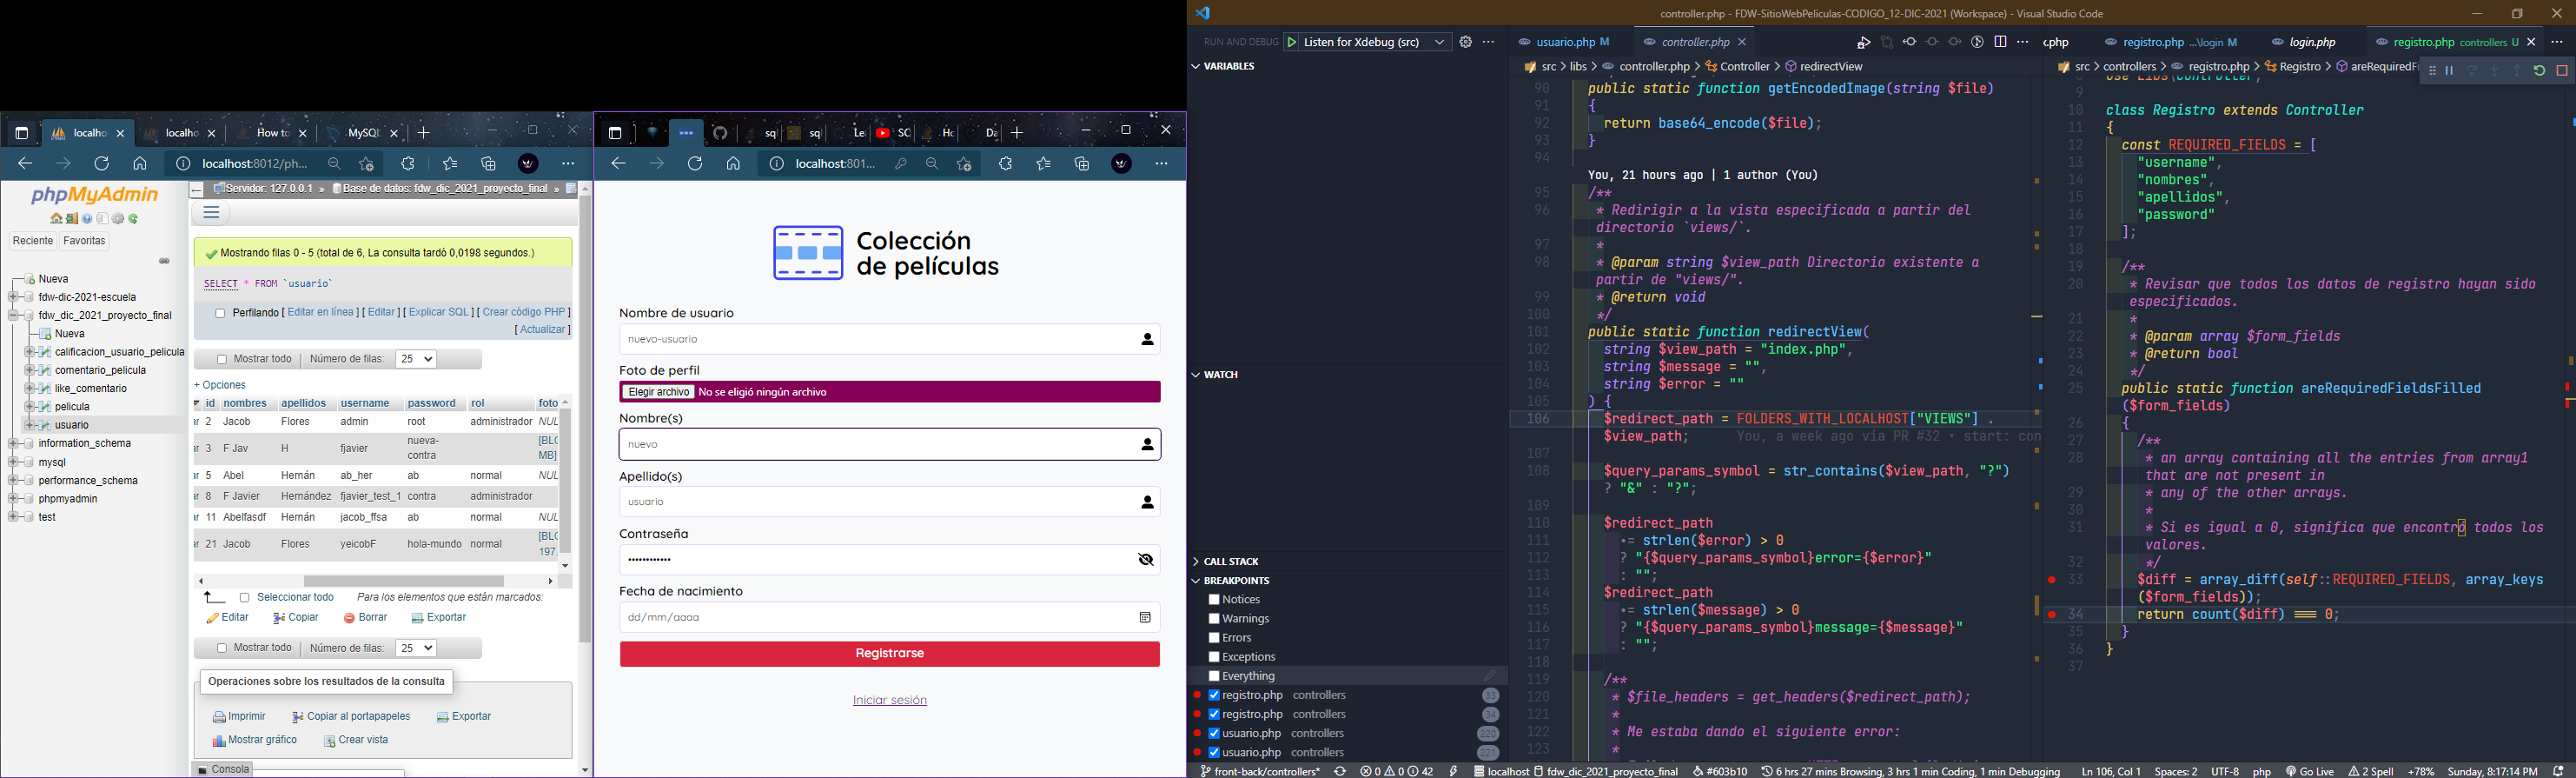 localho
localho
How to
MySQL
localhost:8012/ph...
phpMyAdmin
Reciente
Favoritas
Nueva
fdw-dic-2021-escuela
fdw_dic_2021_proyecto_final
Nueva
calificacion_usuario_pelicula
comentario_pelicula
like_comentario
pelicula
usuario
information_schema
mysql
performance_schema
phpmyadmin
test
Servidor: 127.0.0.1 » Base de datos: fdw_dic_2021_proyecto_final »
Mostrando filas 0 - 5 (total de 6, La consulta tardó 0,0198 segundos.)
SELECT * FROM `usuario`
Perfilando [ Editar en línea ] [ Editar ] [ Explicar SQL ] [ Crear código PHP ]
[ Actualizar ]
Mostrar todo | Número de filas: 25
+ Opciones
id nombres apellidos username password rol foto
ar 2 Jacob Flores admin root administrador NUL
ar 3 F Jav H fjavier nueva-contra [BLO MB]
ar 5 Abel Hernán ab_her ab normal NUL
ar 8 F Javier Hernández fjavier_test_1 contra administrador
ar 11 Abelfasdf Hernán jacob_ffsa ab normal NUL
ar 21 Jacob Flores yeicobF hola-mundo normal [BLO 197.
Seleccionar todo Para los elementos que están marcados:
Editar Copiar Borrar Exportar
Mostrar todo | Número de filas: 25
Operaciones sobre los resultados de la consulta
Imprimir Copiar al portapapeles Exportar
Mostrar gráfico Crear vista
Consola
sql
sql
Le
SC
Ho
Da
localhost:801...
Colección
de películas
Nombre de usuario
nuevo-usuario
Foto de perfil
Elegir archivo No se eligió ningún archivo
Nombre(s)
nuevo
Apellido(s)
usuario
Contraseña
••••••••••••
Fecha de nacimiento
dd/mm/aaaa
Registrarse
Iniciar sesión
controller.php - FDW-SitioWebPeliculas-CODIGO_12-DIC-2021 (Workspace) - Visual Studio Code
RUN AND DEBUG Listen for Xdebug (src)
VARIABLES
WATCH
CALL STACK
BREAKPOINTS
Notices
Warnings
Errors
Exceptions
Everything
registro.php controllers 33
registro.php controllers 34
usuario.php controllers 220
usuario.php controllers 221
usuario.php M
controller.php
src > libs > controller.php > Controller > redirectView
90 public static function getEncodedImage(string $file)
91 {
92 return base64_encode($file);
93 }
94
You, 21 hours ago | 1 author (You)
95 /**
96 * Redirigir a la vista especificada a partir del
directorio `views/`.
97 *
98 * @param string $view_path Directorio existente a
partir de "views/".
99 * @return void
100 */
101 public static function redirectView(
102 string $view_path = "index.php",
103 string $message = "",
104 string $error = ""
105 ) {
106 $redirect_path = FOLDERS_WITH_LOCALHOST["VIEWS"] .
$view_path; You, a week ago via PR #32 • start: con
107
108 $query_params_symbol = str_contains($view_path, "?")
? "&" : "?";
109
110 $redirect_path
111 .= strlen($error) > 0
112 ? "{$query_params_symbol}error={$error}"
113 : "";
114 $redirect_path
115 .= strlen($message) > 0
116 ? "{$query_params_symbol}message={$message}"
117 : "";
118
119 /**
120 * $file_headers = get_headers($redirect_path);
121 *
122 * Me estaba dando el siguiente error:
123 *
.php
registro.php ...\login M
login.php
registro.php controllers U
src > controllers > registro.php > Registro > areRequiredFi
9
10 class Registro extends Controller
11 {
12 const REQUIRED_FIELDS = [
13 "username",
14 "nombres",
15 "apellidos",
16 "password"
17 ];
18
19 /**
20 * Revisar que todos los datos de registro hayan sido
especificados.
21 *
22 * @param array $form_fields
23 * @return bool
24 */
25 public static function areRequiredFieldsFilled
($form_fields)
26 {
27 /**
28 * an array containing all the entries from array1
that are not present in
29 * any of the other arrays.
30 *
31 * Si es igual a 0, significa que encontró todos los
valores.
32 */
33 $diff = array_diff(self::REQUIRED_FIELDS, array_keys
($form_fields));
34 return count($diff) === 0;
35 }
36 }
37
front-back/controllers* 0 0 42 localhost fdw_dic_2021_proyecto_final #603b10 6 hrs 27 mins Browsing, 3 hrs 1 min Coding, 1 min Debugging Ln 106, Col 1 Spaces: 2 UTF-8 php Go Live 2 Spell +78% Sunday, 8:17:14 PM